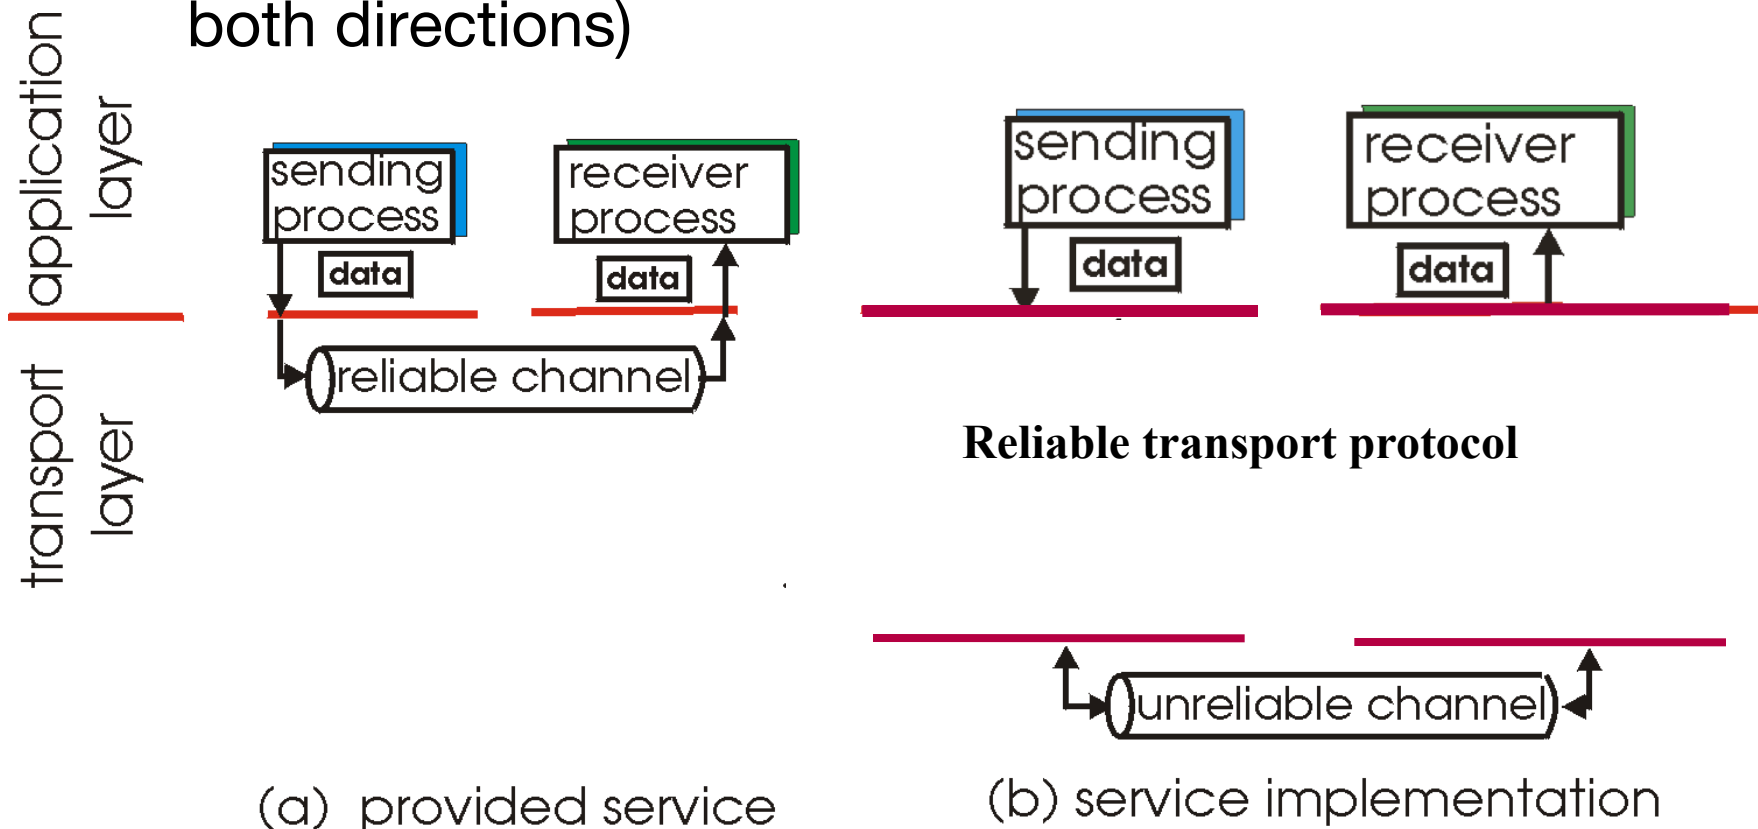 both directions)
application
layer
transport
layer
sending
process
data
receiver
process
data
reliable channel
(a) provided service
sending
process
data
receiver
process
data
Reliable transport protocol
unreliable channel
(b) service implementation